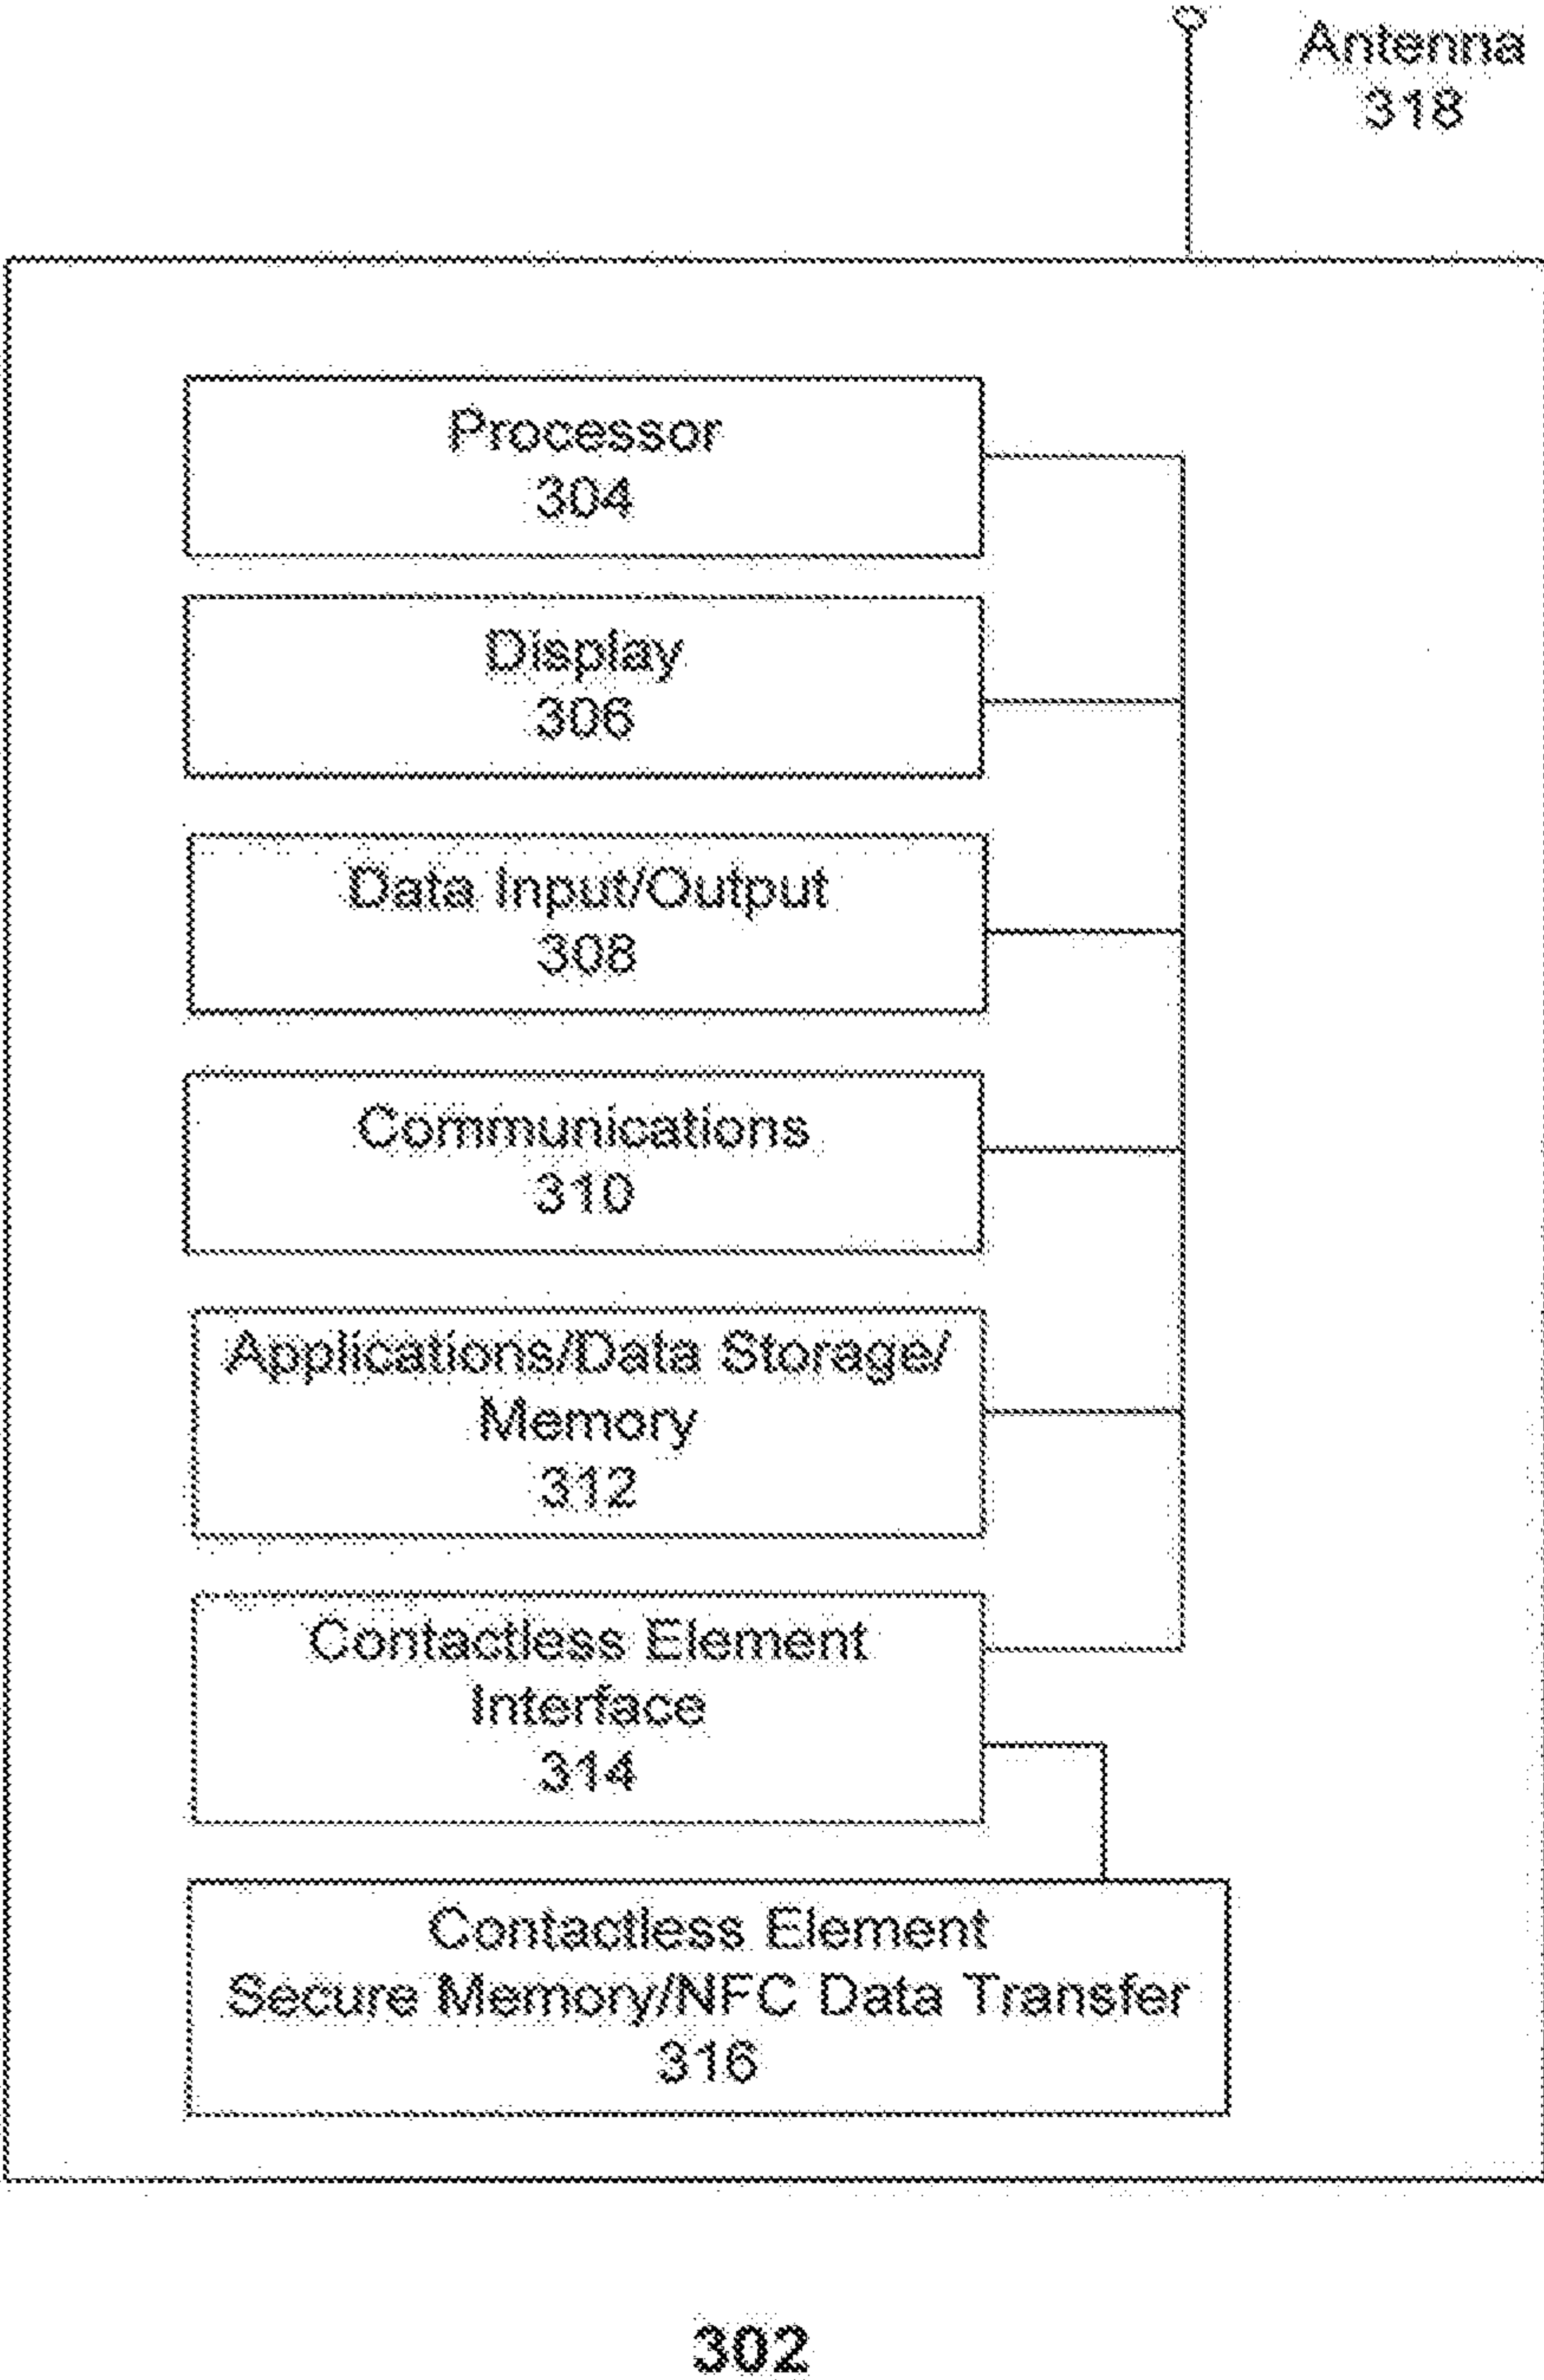 Antenna
318
Processor
304
Display
306
Data Input/Output
308
Communications
310
Applications/Data Storage/
Memory
312
Contactless Element
Interface
314
Contactless Element
Secure Memory/NFC Data Transfer
316
302